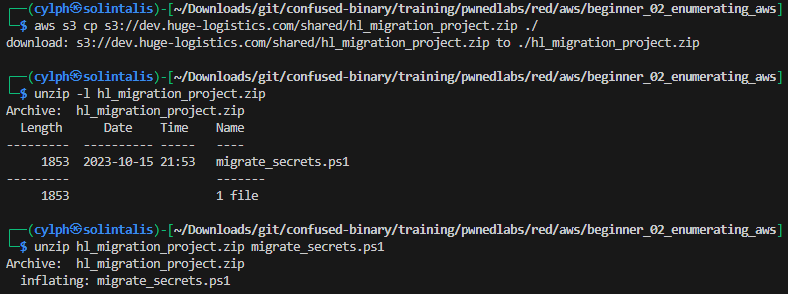 ┌──(cylph㉿solintalis)-[~/Downloads/git/confused-binary/training/pwnedlabs/red/aws/beginner_02_enumerating_aws]
└─$ aws s3 cp s3://dev.huge-logistics.com/shared/hl_migration_project.zip ./
download: s3://dev.huge-logistics.com/shared/hl_migration_project.zip to ./hl_migration_project.zip
┌──(cylph㉿solintalis)-[~/Downloads/git/confused-binary/training/pwnedlabs/red/aws/beginner_02_enumerating_aws]
└─$ unzip -l hl_migration_project.zip
Archive:  hl_migration_project.zip
  Length      Date    Time    Name
---------  ---------- -----   ----
     1853  2023-10-15 21:53   migrate_secrets.ps1
---------                     -------
     1853                     1 file
┌──(cylph㉿solintalis)-[~/Downloads/git/confused-binary/training/pwnedlabs/red/aws/beginner_02_enumerating_aws]
└─$ unzip hl_migration_project.zip migrate_secrets.ps1
Archive:  hl_migration_project.zip
  inflating: migrate_secrets.ps1